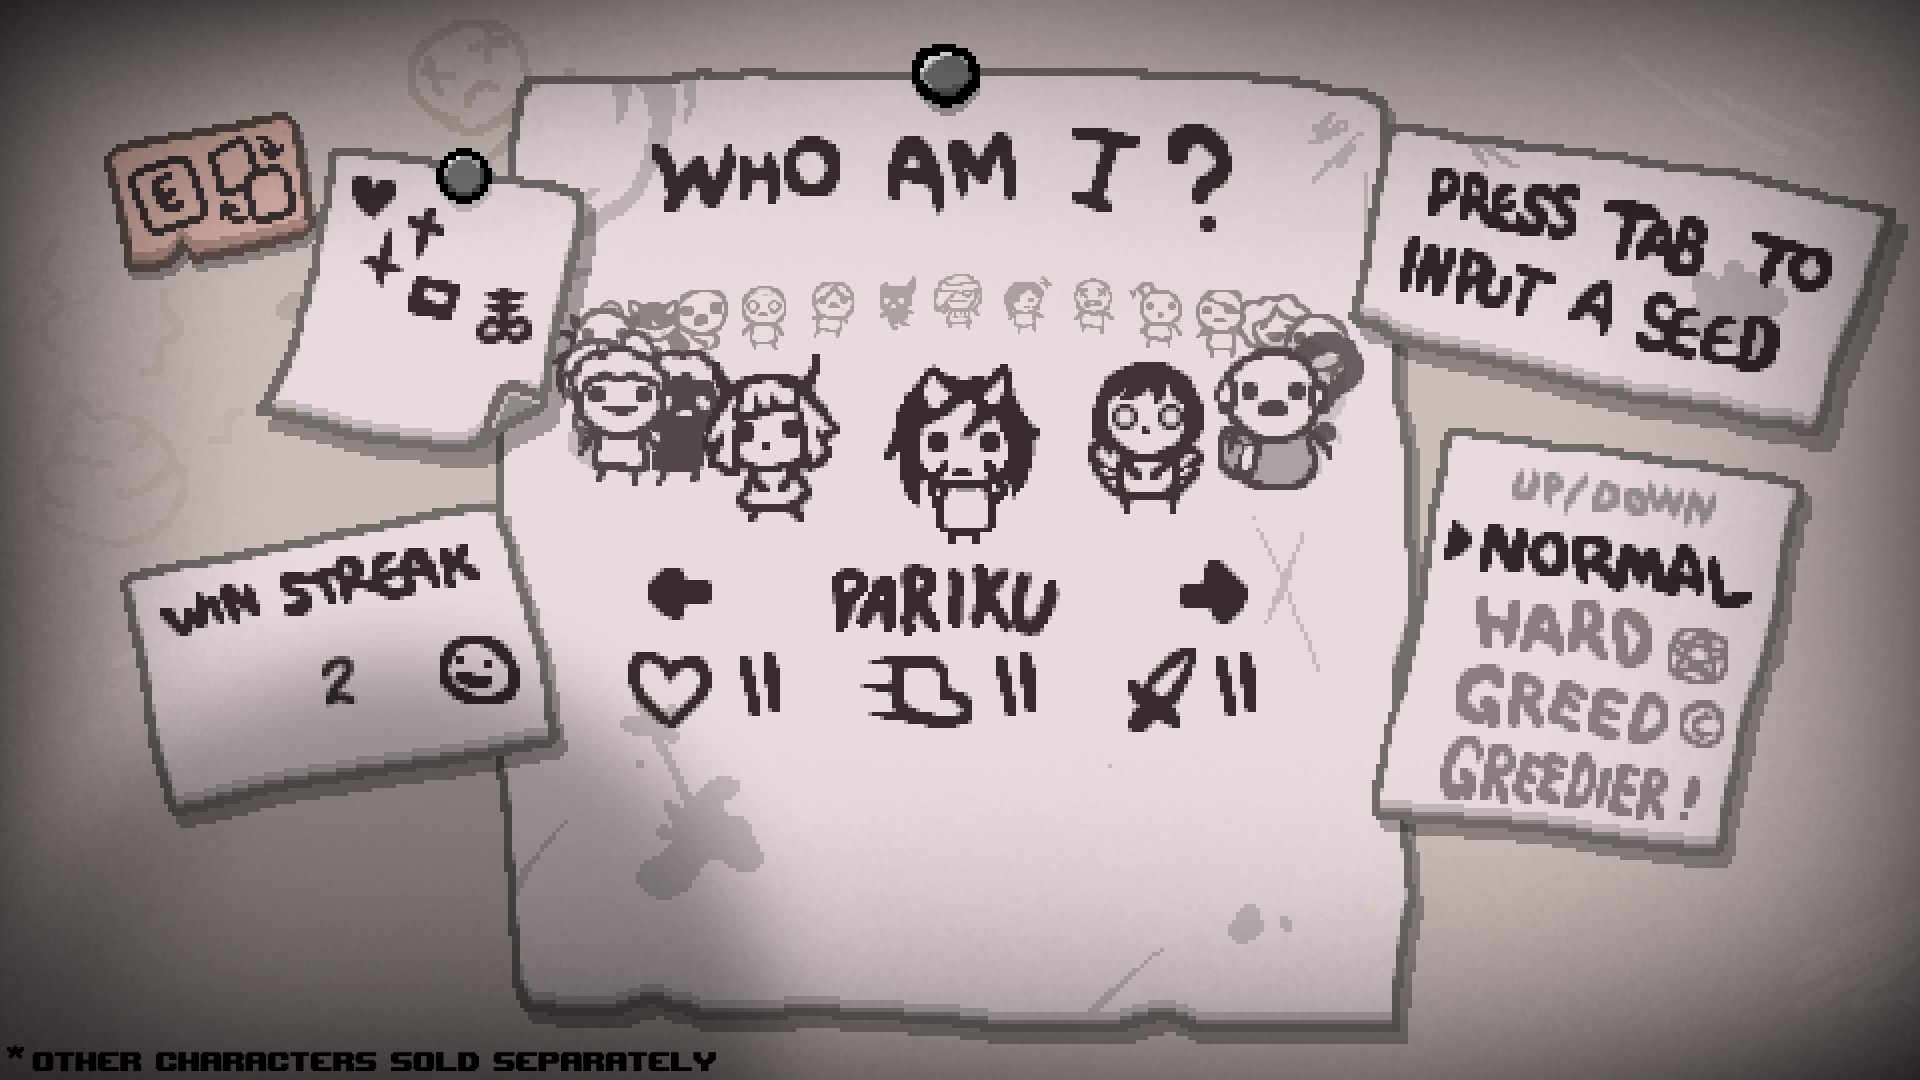 WHO AM I?
E
PRESS TAB TO
INPUT A SEED
UP/DOWN
NORMAL
HARD
GREED ©
GREEDIER!
WIN STREAK
2
PARIKU
*OTHER CHARACTERS SOLD SEPARATELY